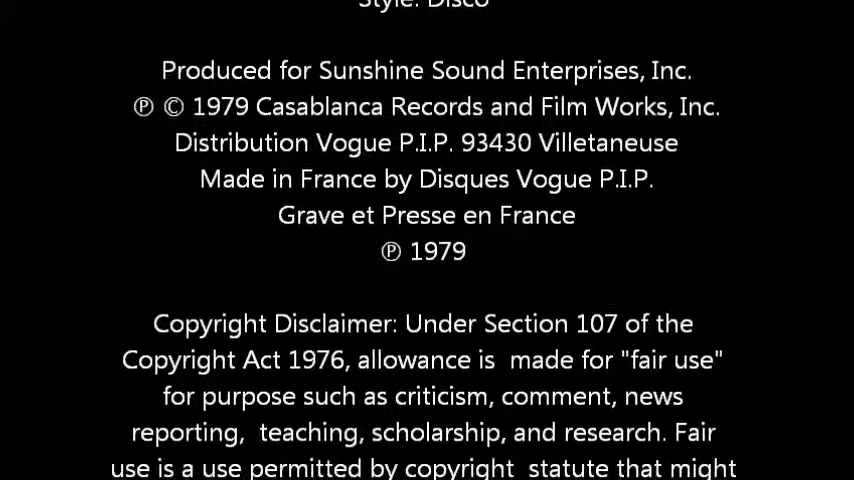 Style: Disco
Produced for Sunshine Sound Enterprises, Inc.
℗ © 1979 Casablanca Records and Film Works, Inc.
Distribution Vogue P.I.P. 93430 Villetaneuse
Made in France by Disques Vogue P.I.P.
Grave et Presse en France
℗ 1979
Copyright Disclaimer: Under Section 107 of the
Copyright Act 1976, allowance is  made for "fair use"
for purpose such as criticism, comment, news
reporting,  teaching, scholarship, and research. Fair
use is a use permitted by copyright  statute that might